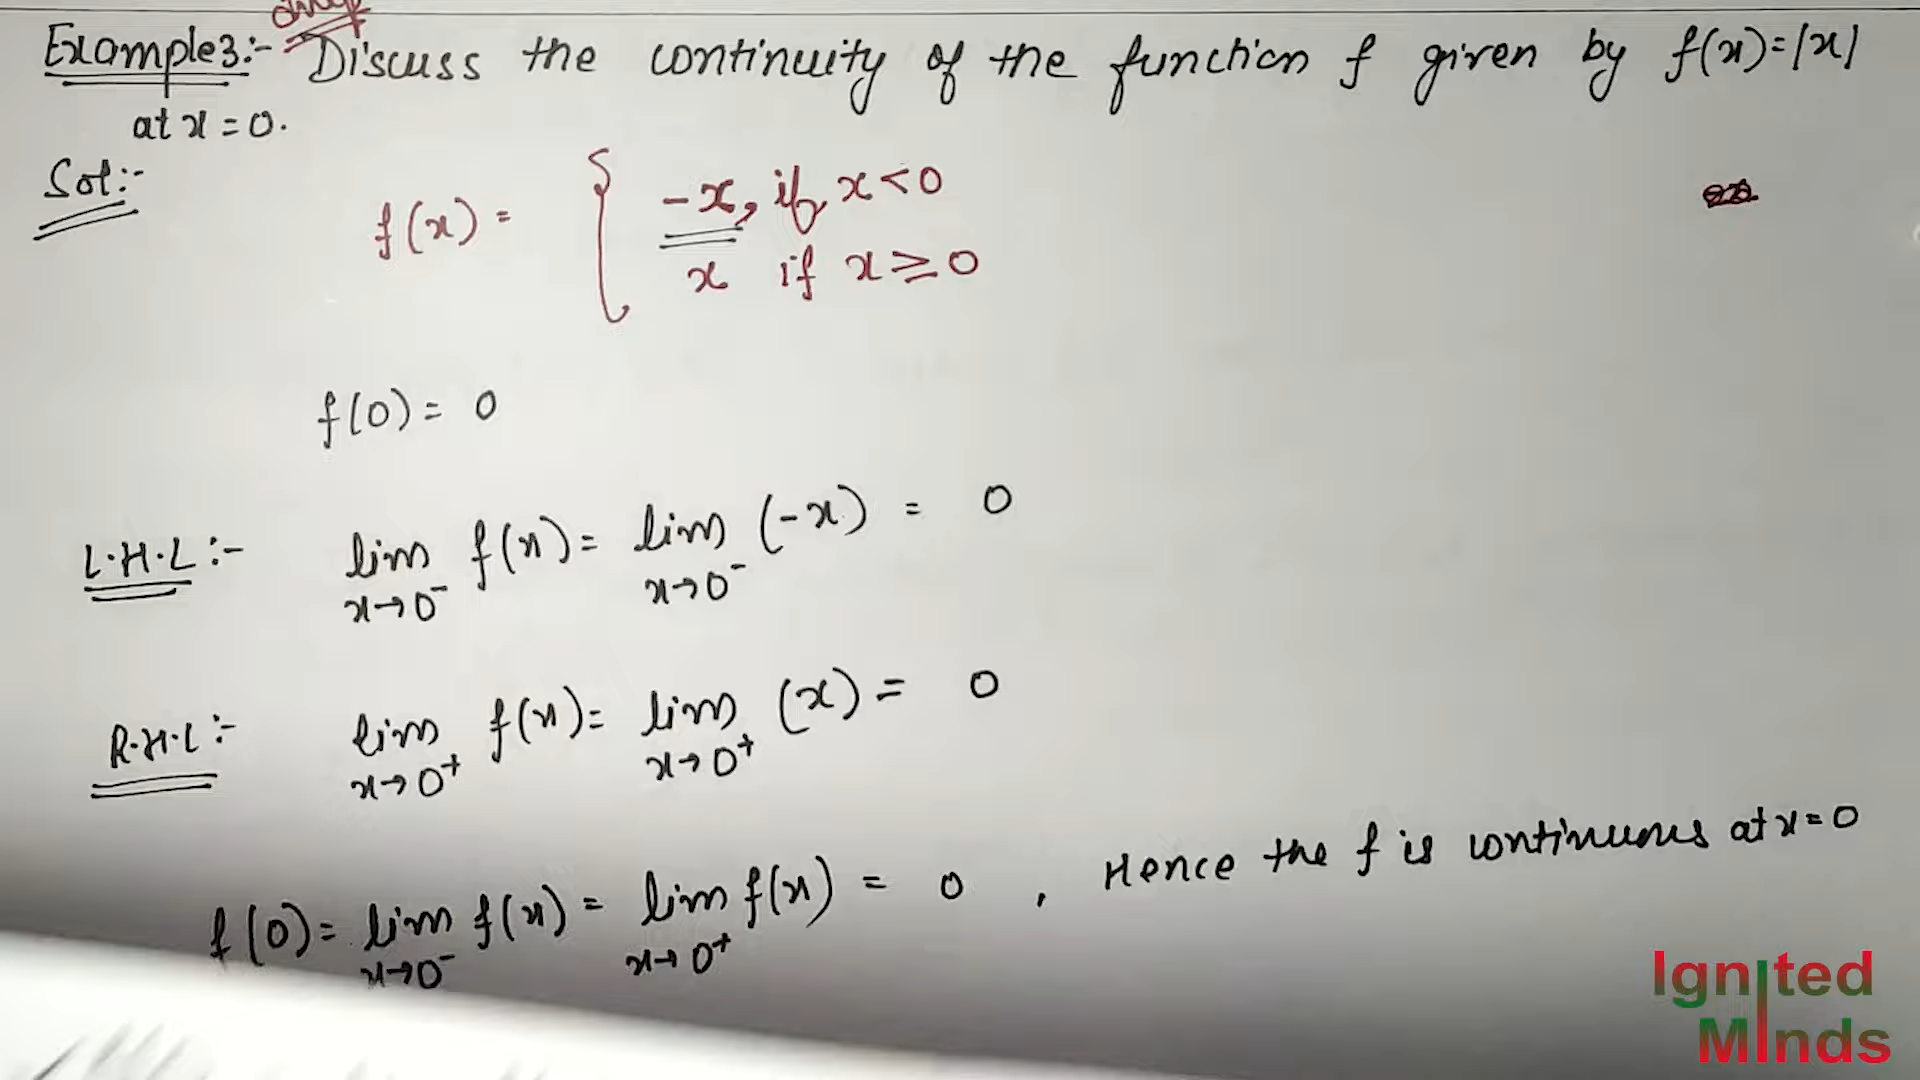 Example3:- Discuss the continuity of the function f given by f(x)=|x|
at x=0.
Sol:-
f(x) = { -x, if x<0
x if x≥0
f(0)= 0
L.H.L:- lim x→0⁻ f(x)= lim x→0⁻ (-x) = 0
R.H.L:- lim x→0⁺ f(x)= lim x→0⁺ (x) = 0
f(0)= lim x→0⁻ f(x) = lim x→0⁺ f(x) = 0 , Hence the f is continuous at x=0
Ignited
Minds